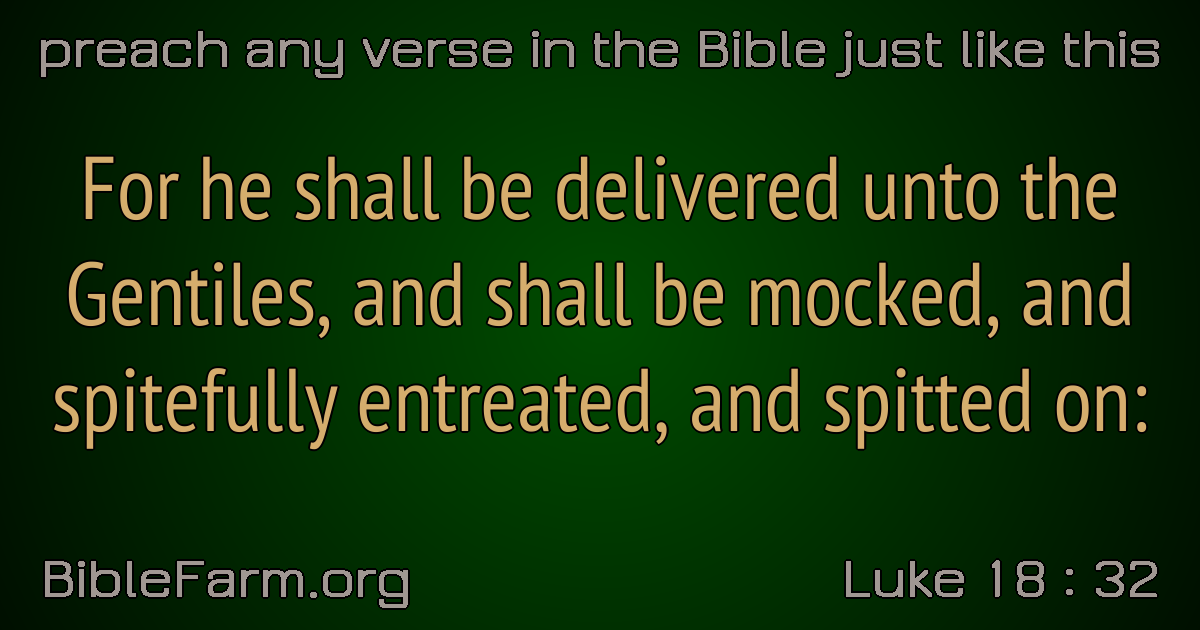 preach any verse in the Bible just like this
For he shall be delivered unto the
Gentiles, and shall be mocked, and
spitefully entreated, and spitted on:
BibleFarm.org
Luke 18 : 32